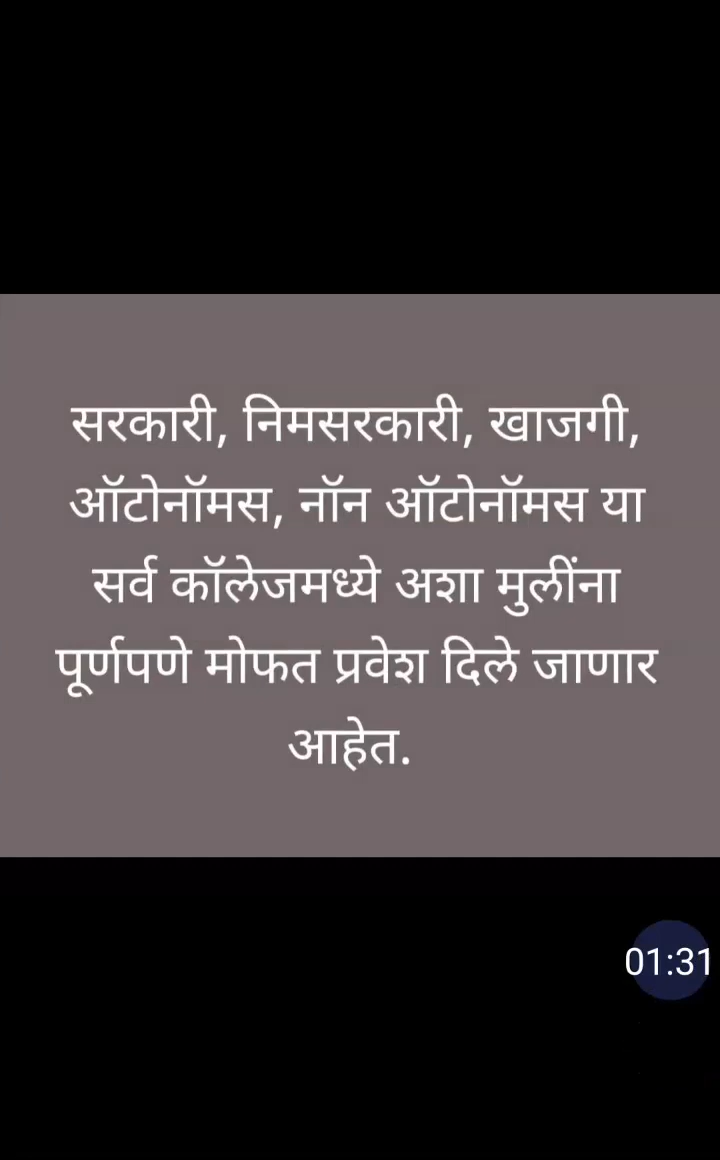 सरकारी, निमसरकारी, खाजगी,
ऑटोनॉमस, नॉन ऑटोनॉमस या
सर्व कॉलेजमध्ये अशा मुलींना
पूर्णपणे मोफत प्रवेश दिले जाणार
आहेत.
01:31